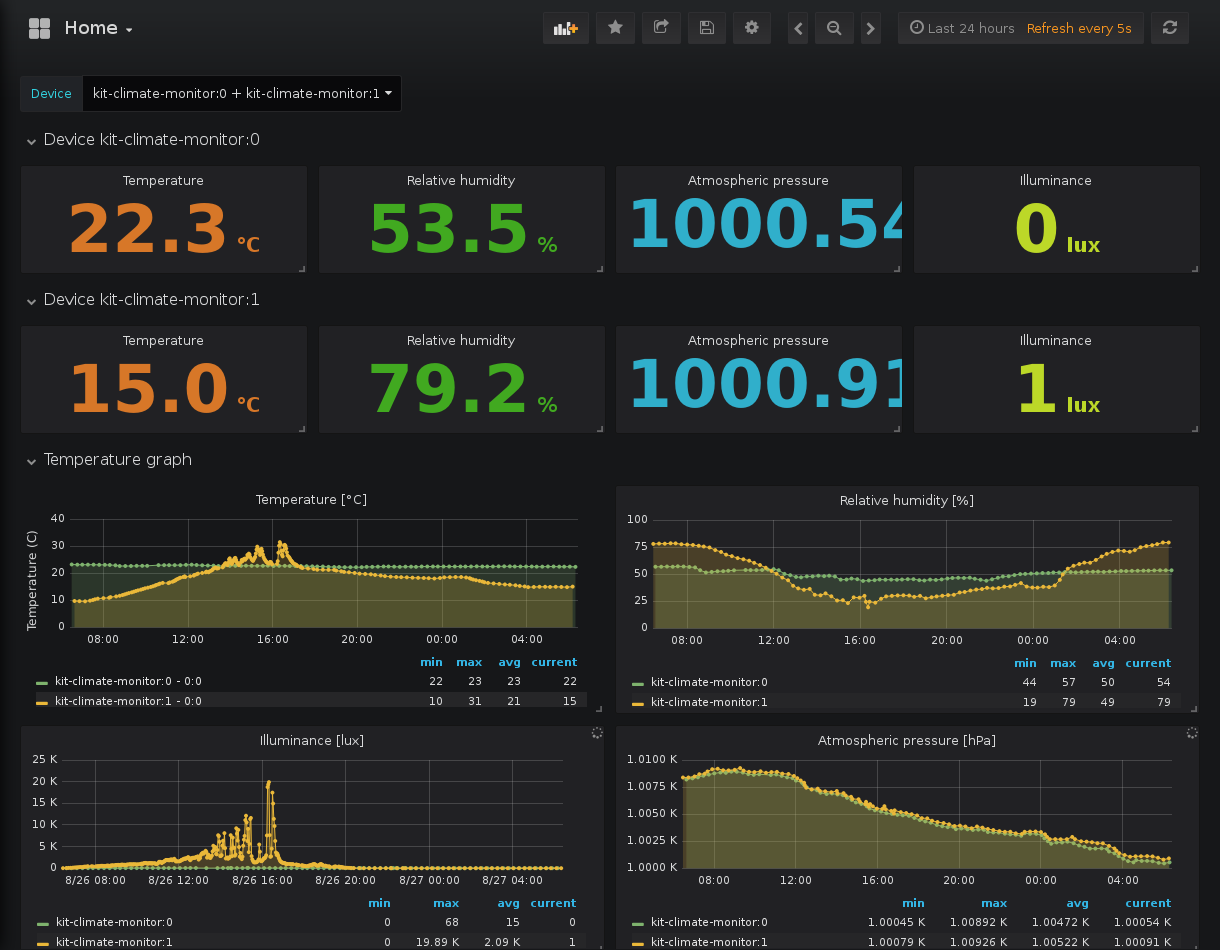 Home
Last 24 hours Refresh every 5s
Device kit-climate-monitor:0 + kit-climate-monitor:1
Device kit-climate-monitor:0
Temperature Relative humidity Atmospheric pressure Illuminance
22.3 °C 53.5 % 1000.54 0 lux
Device kit-climate-monitor:1
Temperature Relative humidity Atmospheric pressure Illuminance
15.0 °C 79.2 % 1000.91 1 lux
Temperature graph
Temperature [°C]
Temperature (C)
40
30
20
10
0
08:00 12:00 16:00 20:00 00:00 04:00
min max avg current
kit-climate-monitor:0 - 0:0 22 23 23 22
kit-climate-monitor:1 - 0:0 10 31 21 15
Relative humidity [%]
100
75
50
25
0
08:00 12:00 16:00 20:00 00:00 04:00
min max avg current
kit-climate-monitor:0 44 57 50 54
kit-climate-monitor:1 19 79 49 79
Illuminance [lux]
25 K
20 K
15 K
10 K
5 K
0
8/26 08:00 8/26 12:00 8/26 16:00 8/26 20:00 8/27 00:00 8/27 04:00
min max avg current
kit-climate-monitor:0 0 68 15 0
kit-climate-monitor:1 0 19.89 K 2.09 K 1
Atmospheric pressure [hPa]
1.0100 K
1.0075 K
1.0050 K
1.0025 K
1.0000 K
08:00 12:00 16:00 20:00 00:00 04:00
min max avg current
kit-climate-monitor:0 1.00045 K 1.00892 K 1.00472 K 1.00054 K
kit-climate-monitor:1 1.00079 K 1.00926 K 1.00522 K 1.00091 K